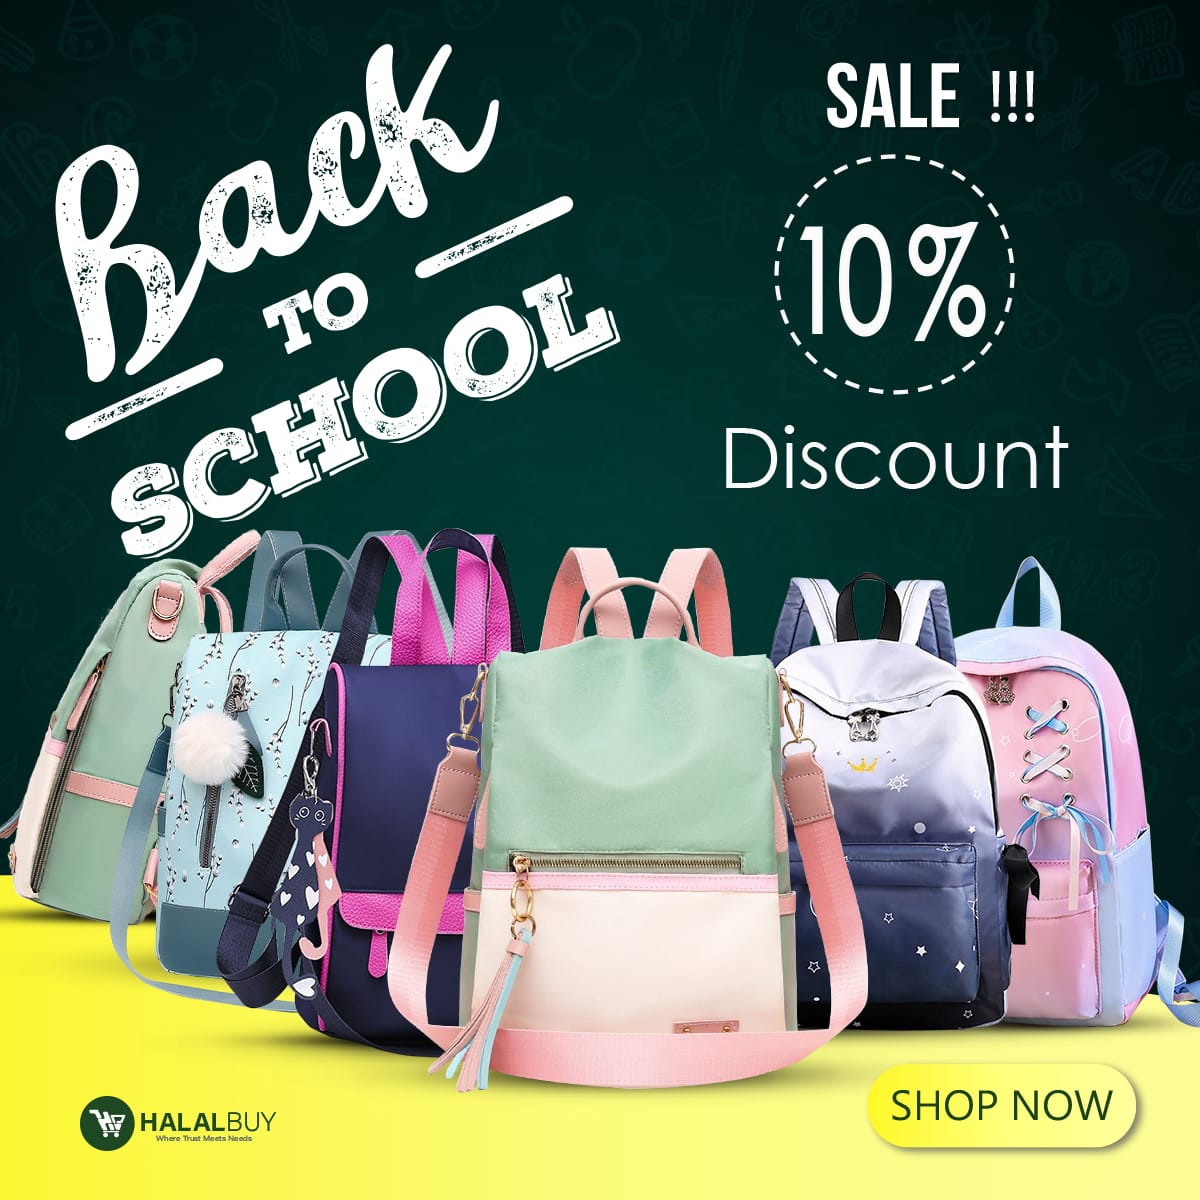 Back
TO
SCHOOL
SALE !!!
10%
Discount
HALALBUY
Where Trust Meets Needs
SHOP NOW